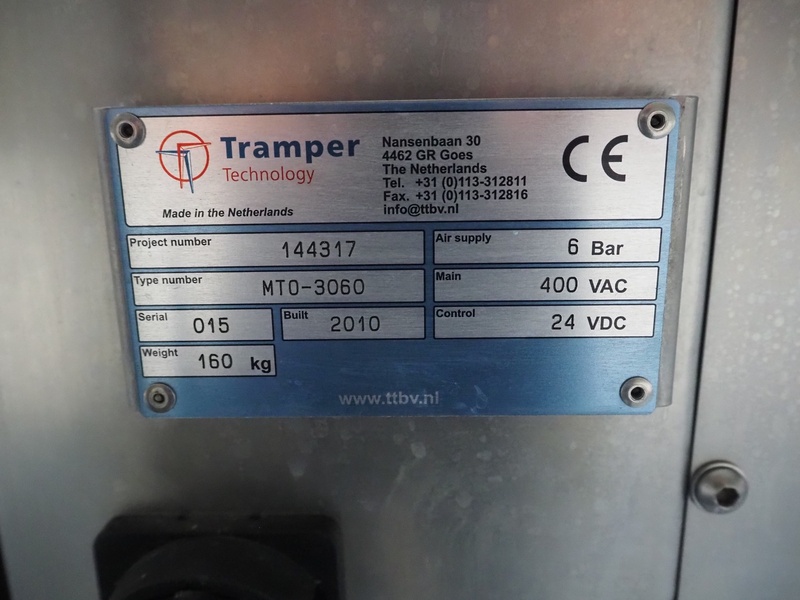 Tramper
Technology
Made in the Netherlands
Nansenbaan 30
4462 GR Goes
The Netherlands
Tel. +31 (0)113-312811
Fax. +31 (0)113-312816
info@ttbv.nl
CE
Project number 144317
Air supply 6 Bar
Type number MTO-3060
Main 400 VAC
Serial 015 Built 2010
Control 24 VDC
Weight 160 kg
www.ttbv.nl